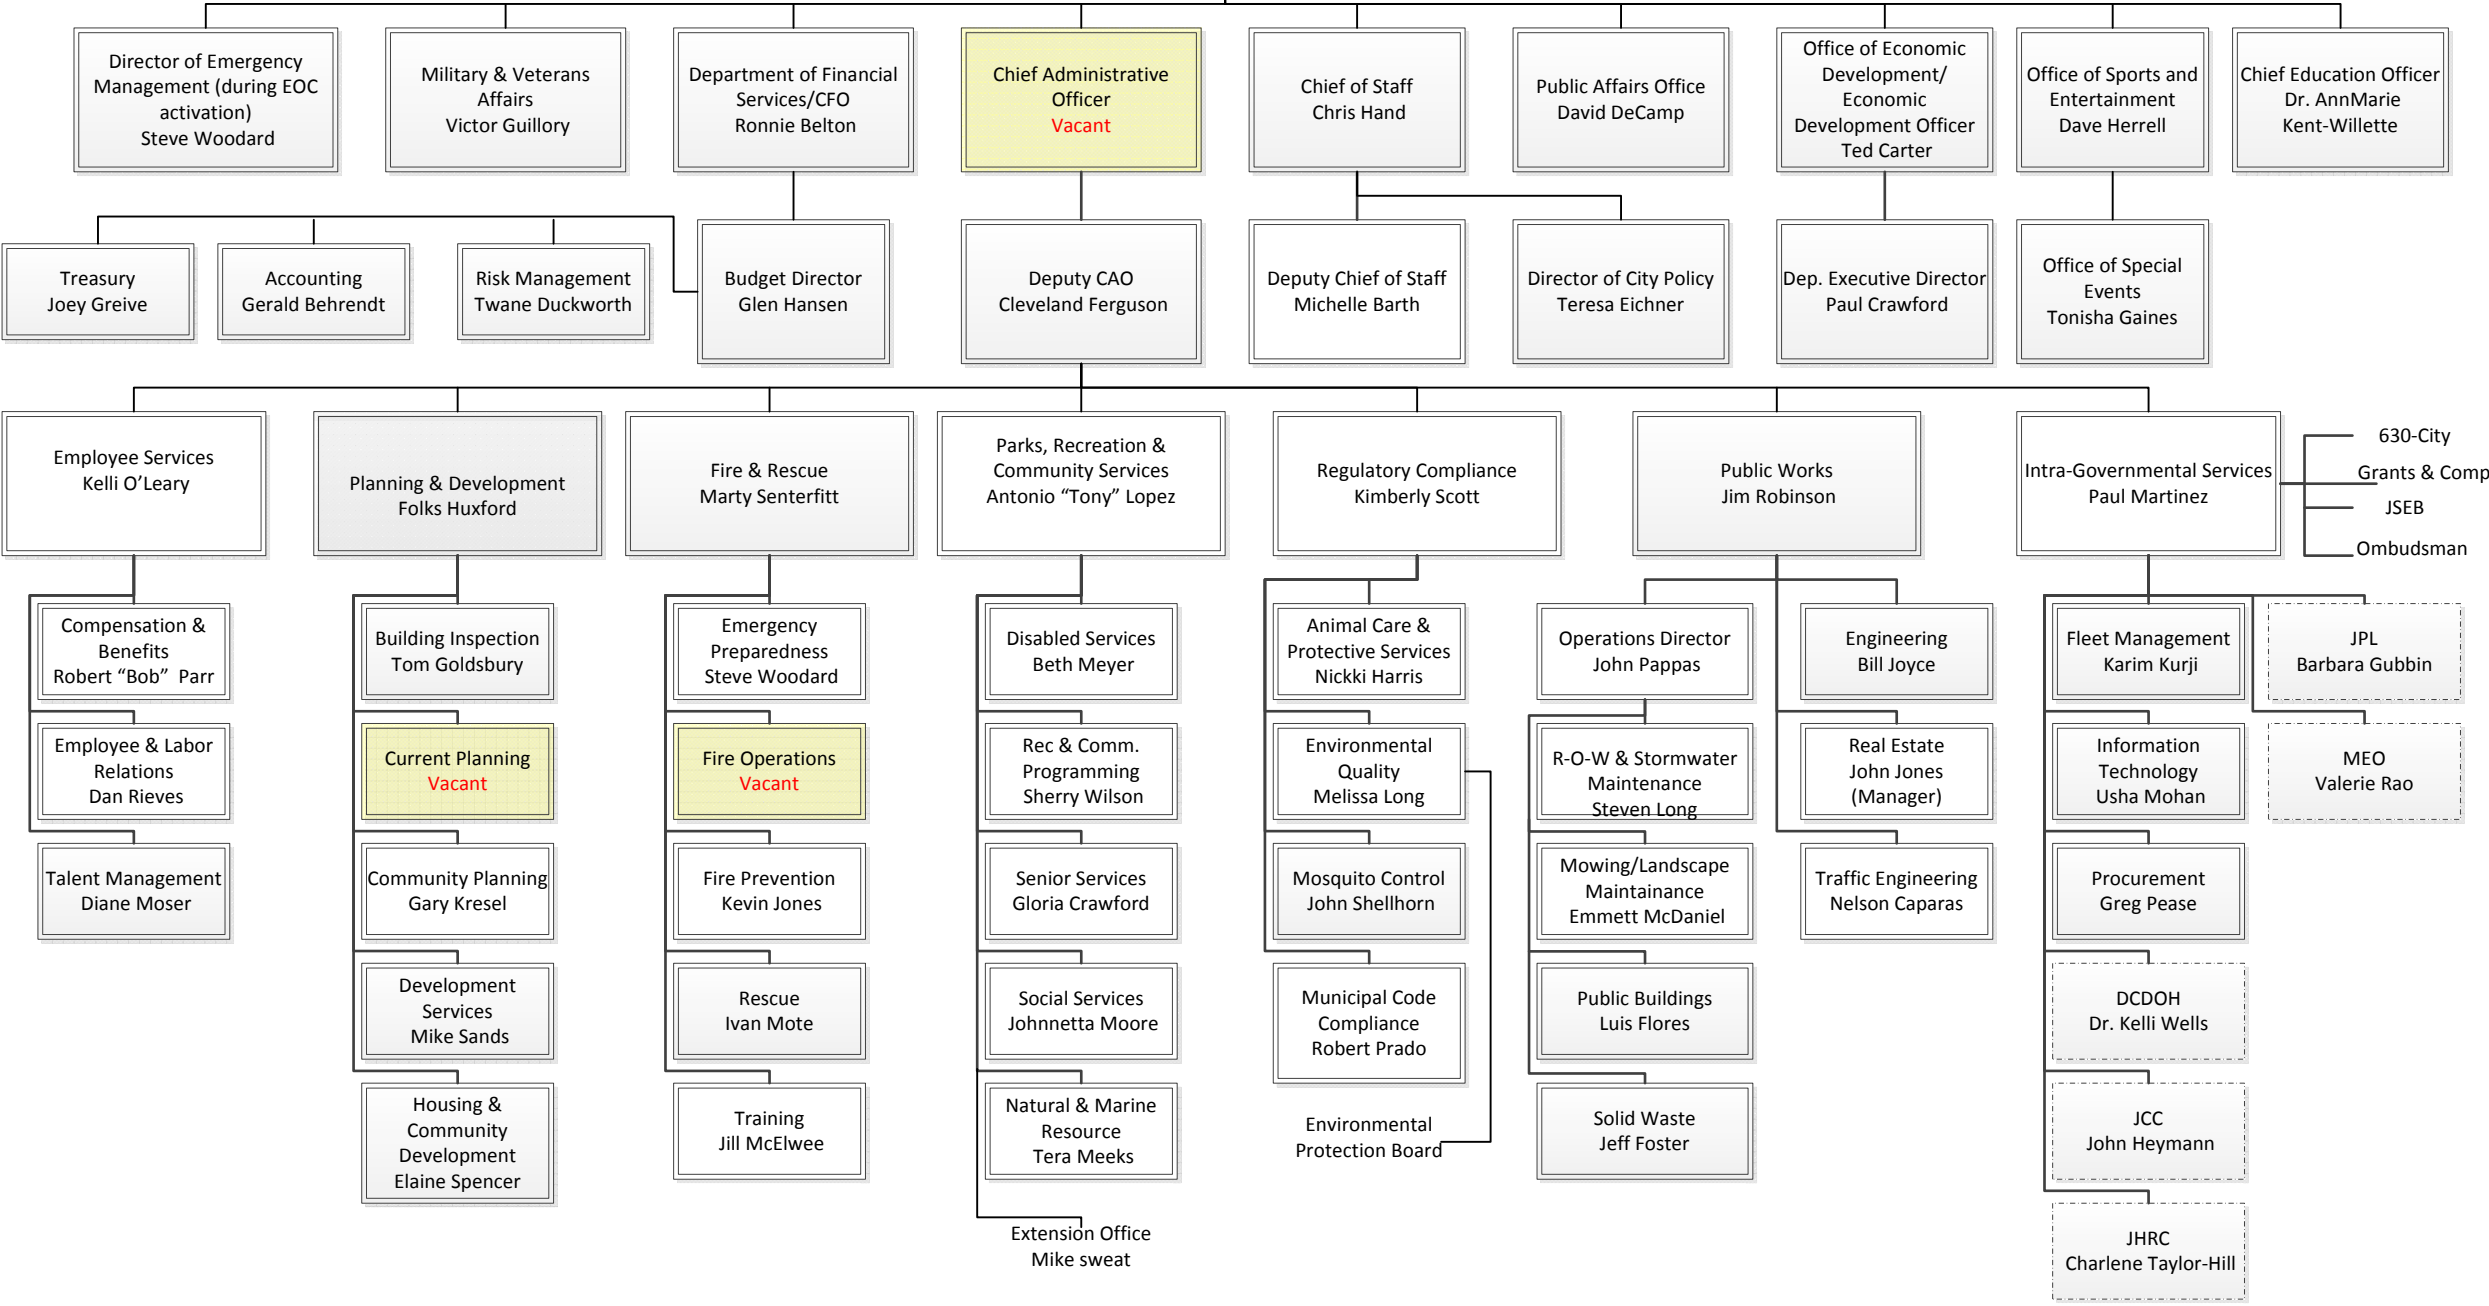 Director of Emergency
Management (during EOC
activation)
Steve Woodard
Military & Veterans
Affairs
Victor Guillory
Department of Financial
Services/CFO
Ronnie Belton
Chief Administrative
Officer
Vacant
Chief of Staff
Chris Hand
Public Affairs Office
David DeCamp
Office of Economic
Development/
Economic
Development Officer
Ted Carter
Office of Sports and
Entertainment
Dave Herrell
Chief Education Officer
Dr. AnnMarie
Kent-Willette
Treasury
Joey Greive
Accounting
Gerald Behrendt
Risk Management
Twane Duckworth
Budget Director
Glen Hansen
Deputy CAO
Cleveland Ferguson
Deputy Chief of Staff
Michelle Barth
Director of City Policy
Teresa Eichner
Dep. Executive Director
Paul Crawford
Office of Special
Events
Tonisha Gaines
Employee Services
Kelli O’Leary
Planning & Development
Folks Huxford
Fire & Rescue
Marty Senterfitt
Parks, Recreation &
Community Services
Antonio “Tony” Lopez
Regulatory Compliance
Kimberly Scott
Public Works
Jim Robinson
Intra-Governmental Services
Paul Martinez
630-City
Grants & Comp
JSEB
Ombudsman
Compensation &
Benefits
Robert “Bob”  Parr
Employee & Labor
Relations
Dan Rieves
Talent Management
Diane Moser
Building Inspection
Tom Goldsbury
Current Planning
Vacant
Community Planning
Gary Kresel
Development
Services
Mike Sands
Housing &
Community
Development
Elaine Spencer
Emergency
Preparedness
Steve Woodard
Fire Operations
Vacant
Fire Prevention
Kevin Jones
Rescue
Ivan Mote
Training
Jill McElwee
Disabled Services
Beth Meyer
Rec & Comm.
Programming
Sherry Wilson
Senior Services
Gloria Crawford
Social Services
Johnnetta Moore
Natural & Marine
Resource
Tera Meeks
Extension Office
Mike sweat
Animal Care &
Protective Services
Nickki Harris
Environmental
Quality
Melissa Long
Mosquito Control
John Shellhorn
Municipal Code
Compliance
Robert Prado
Environmental
Protection Board
Operations Director
John Pappas
R-O-W & Stormwater
Maintenance
Steven Long
Mowing/Landscape
Maintainance
Emmett McDaniel
Public Buildings
Luis Flores
Solid Waste
Jeff Foster
Engineering
Bill Joyce
Real Estate
John Jones
(Manager)
Traffic Engineering
Nelson Caparas
Fleet Management
Karim Kurji
Information
Technology
Usha Mohan
Procurement
Greg Pease
DCDOH
Dr. Kelli Wells
JCC
John Heymann
JHRC
Charlene Taylor-Hill
JPL
Barbara Gubbin
MEO
Valerie Rao